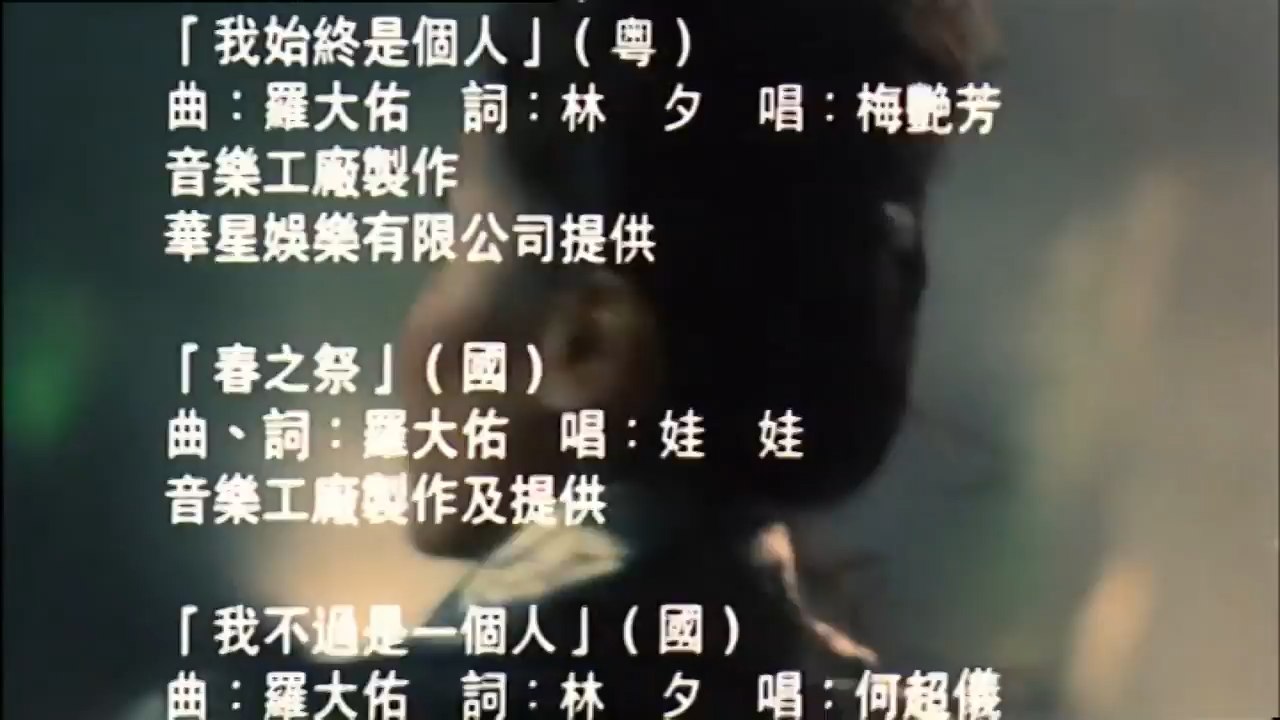 「我始終是個人」(粵)
曲:羅大佑 詞:林 夕 唱:梅艷芳
音樂工廠製作
華星娛樂有限公司提供
「春之祭」(國)
曲、詞:羅大佑 唱:娃 娃
音樂工廠製作及提供
「我不過是一個人」(國)
曲:羅大佑 詞:林 夕 唱:何超儀